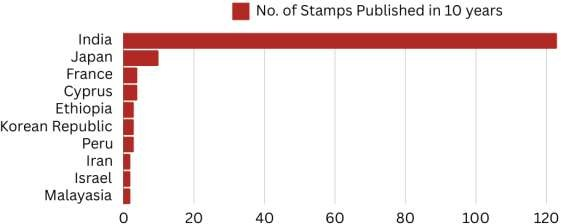 No. of Stamps Published in 10 years
India
Japan
France
Cyprus
Ethiopia
Korean Republic
Peru
Iran
Israel
Malayasia
0 20 40 60 80 100 120